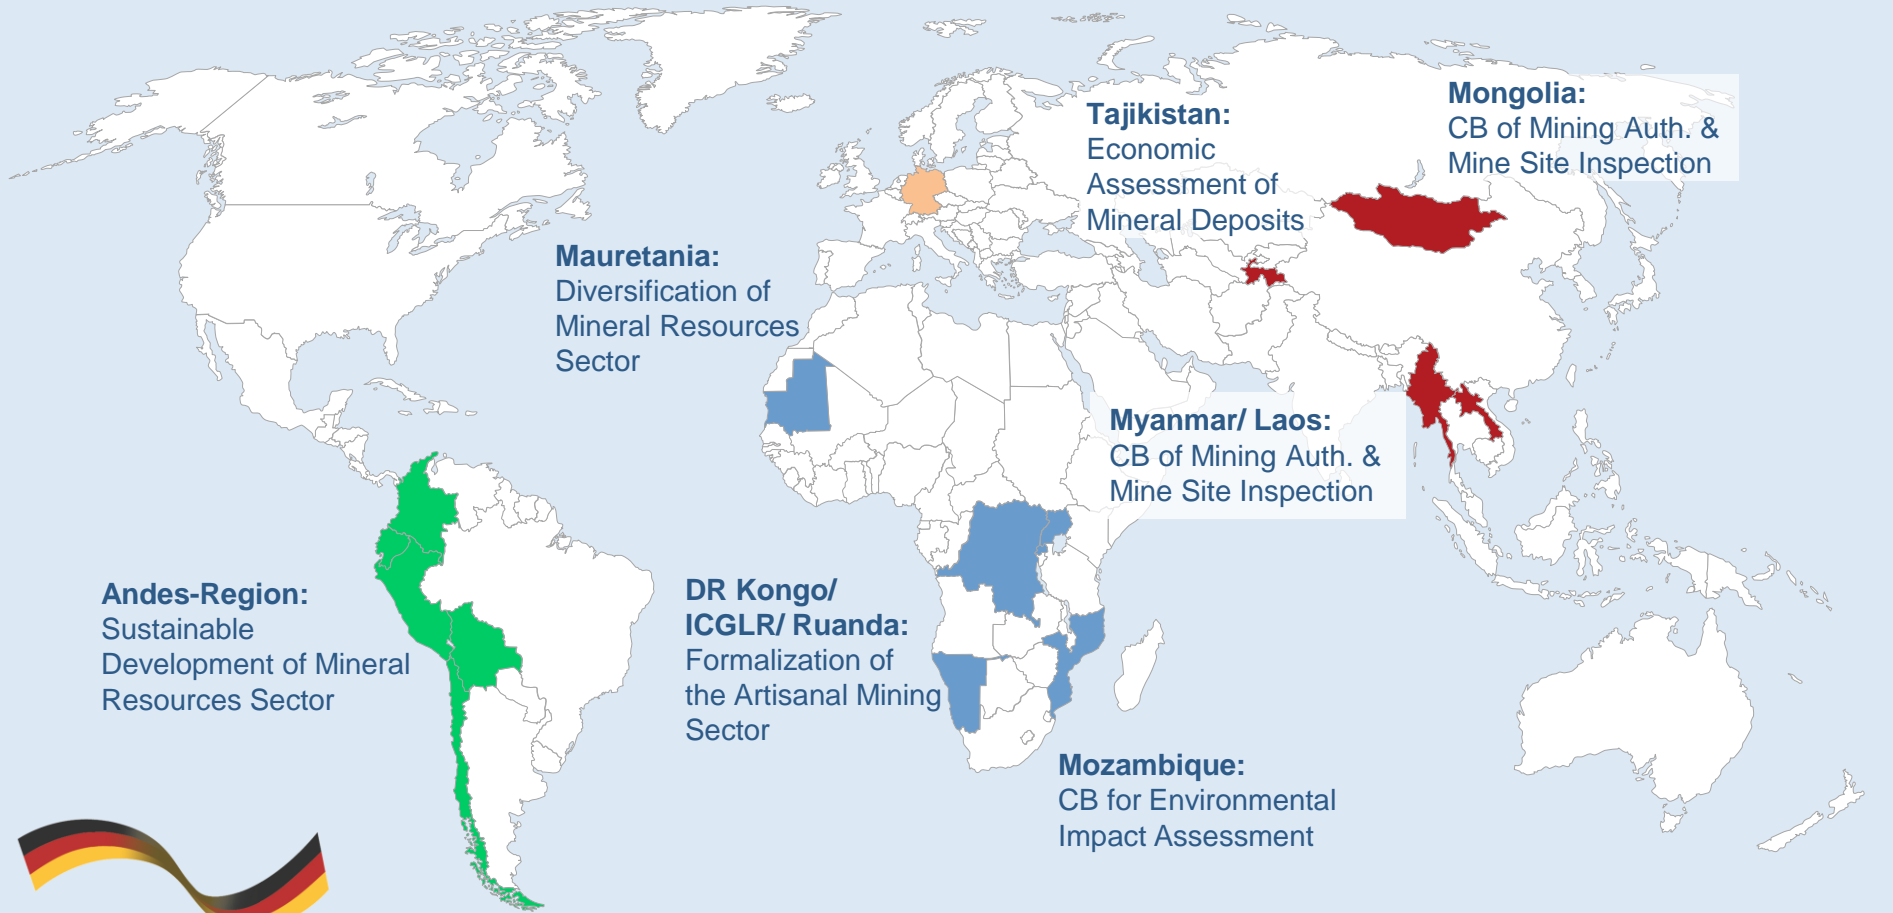 Tajikistan:
Economic
Assessment of
Mineral Deposits
Mongolia:
CB of Mining Auth. &
Mine Site Inspection
Mauretania:
Diversification of
Mineral Resources
Sector
Myanmar/ Laos:
CB of Mining Auth. &
Mine Site Inspection
Andes-Region:
Sustainable
Development of Mineral
Resources Sector
DR Kongo/
ICGLR/ Ruanda:
Formalization of
the Artisanal Mining
Sector
Mozambique:
CB for Environmental
Impact Assessment